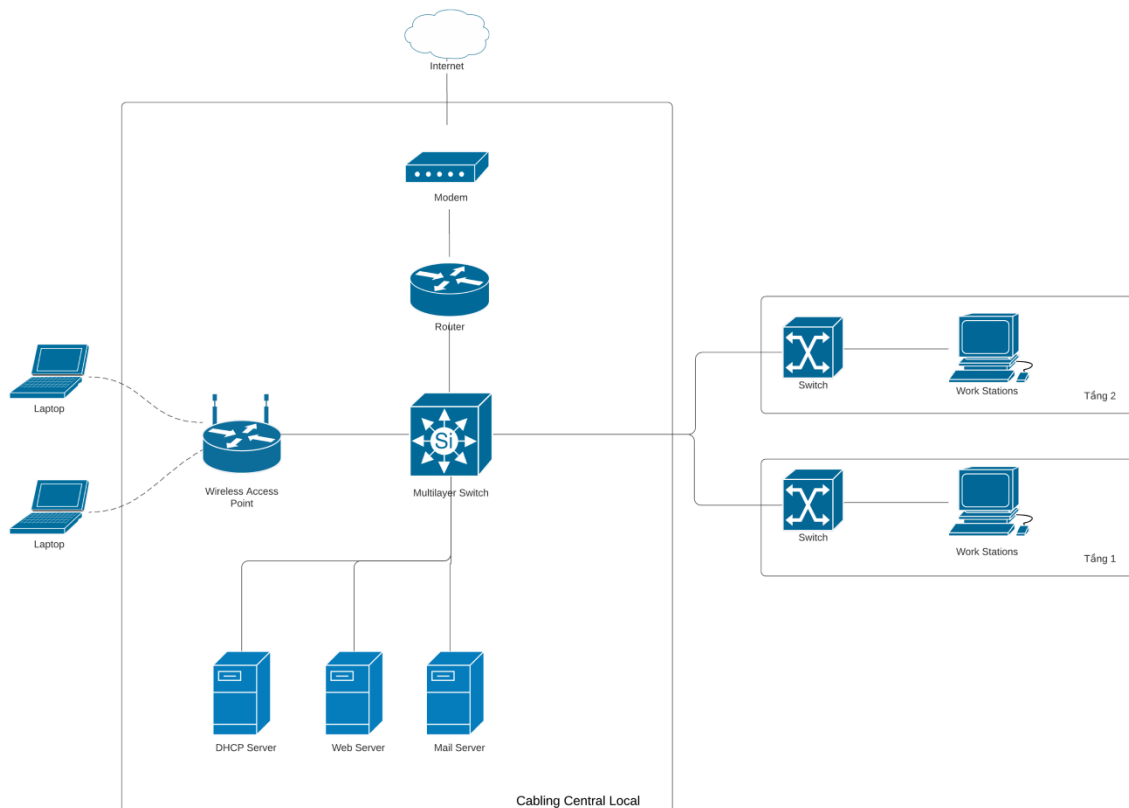 Internet
Modem
Router
Switch
Work Stations
Tầng 2
Laptop
Wireless Access
Point
Si
Multilayer Switch
Switch
Work Stations
Tầng 1
Laptop
DHCP Server
Web Server
Mail Server
Cabling Central Local